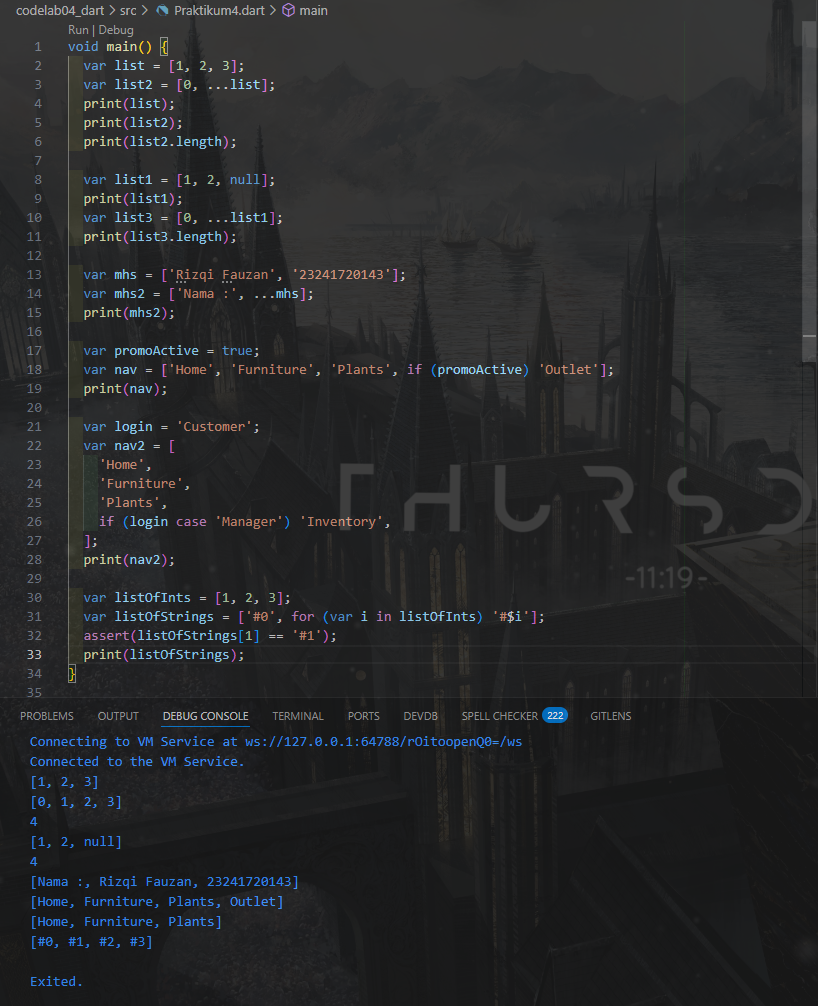 codelab04_dart > src > Praktikum4.dart > main
Run | Debug
1 void main() {
2 var list = [1, 2, 3];
3 var list2 = [0, ...list];
4 print(list);
5 print(list2);
6 print(list2.length);
7
8 var list1 = [1, 2, null];
9 print(list1);
10 var list3 = [0, ...list1];
11 print(list3.length);
12
13 var mhs = ['Rizqi Fauzan', '23241720143'];
14 var mhs2 = ['Nama :', ...mhs];
15 print(mhs2);
16
17 var promoActive = true;
18 var nav = ['Home', 'Furniture', 'Plants', if (promoActive) 'Outlet'];
19 print(nav);
20
21 var login = 'Customer';
22 var nav2 = [
23 'Home',
24 'Furniture',
25 'Plants',
26 if (login case 'Manager') 'Inventory',
27 ];
28 print(nav2);
29
30 var listOfInts = [1, 2, 3];
31 var listOfStrings = ['#0', for (var i in listOfInts) '#$i'];
32 assert(listOfStrings[1] == '#1');
33 print(listOfStrings);
34 }
35
THURSD
-11:19-
PROBLEMS OUTPUT DEBUG CONSOLE TERMINAL PORTS DEVDB SPELL CHECKER 222 GITLENS
Connecting to VM Service at ws://127.0.0.1:64788/rOitoopenQ0=/ws
Connected to the VM Service.
[1, 2, 3]
[0, 1, 2, 3]
4
[1, 2, null]
4
[Nama :, Rizqi Fauzan, 23241720143]
[Home, Furniture, Plants, Outlet]
[Home, Furniture, Plants]
[#0, #1, #2, #3]
Exited.